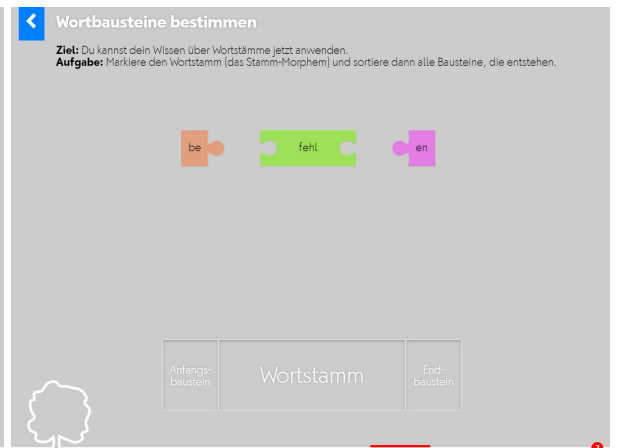 Wortbausteine bestimmen
Ziel: Du kannst dein Wissen über Wortstämme jetzt anwenden.
Aufgabe: Markiere den Wortstamm (das Stamm-Morphem) und sortiere dann alle Bausteine, die entstehen.
be fehl en
Anfangs-
baustein
Wortstamm
End-
baustein